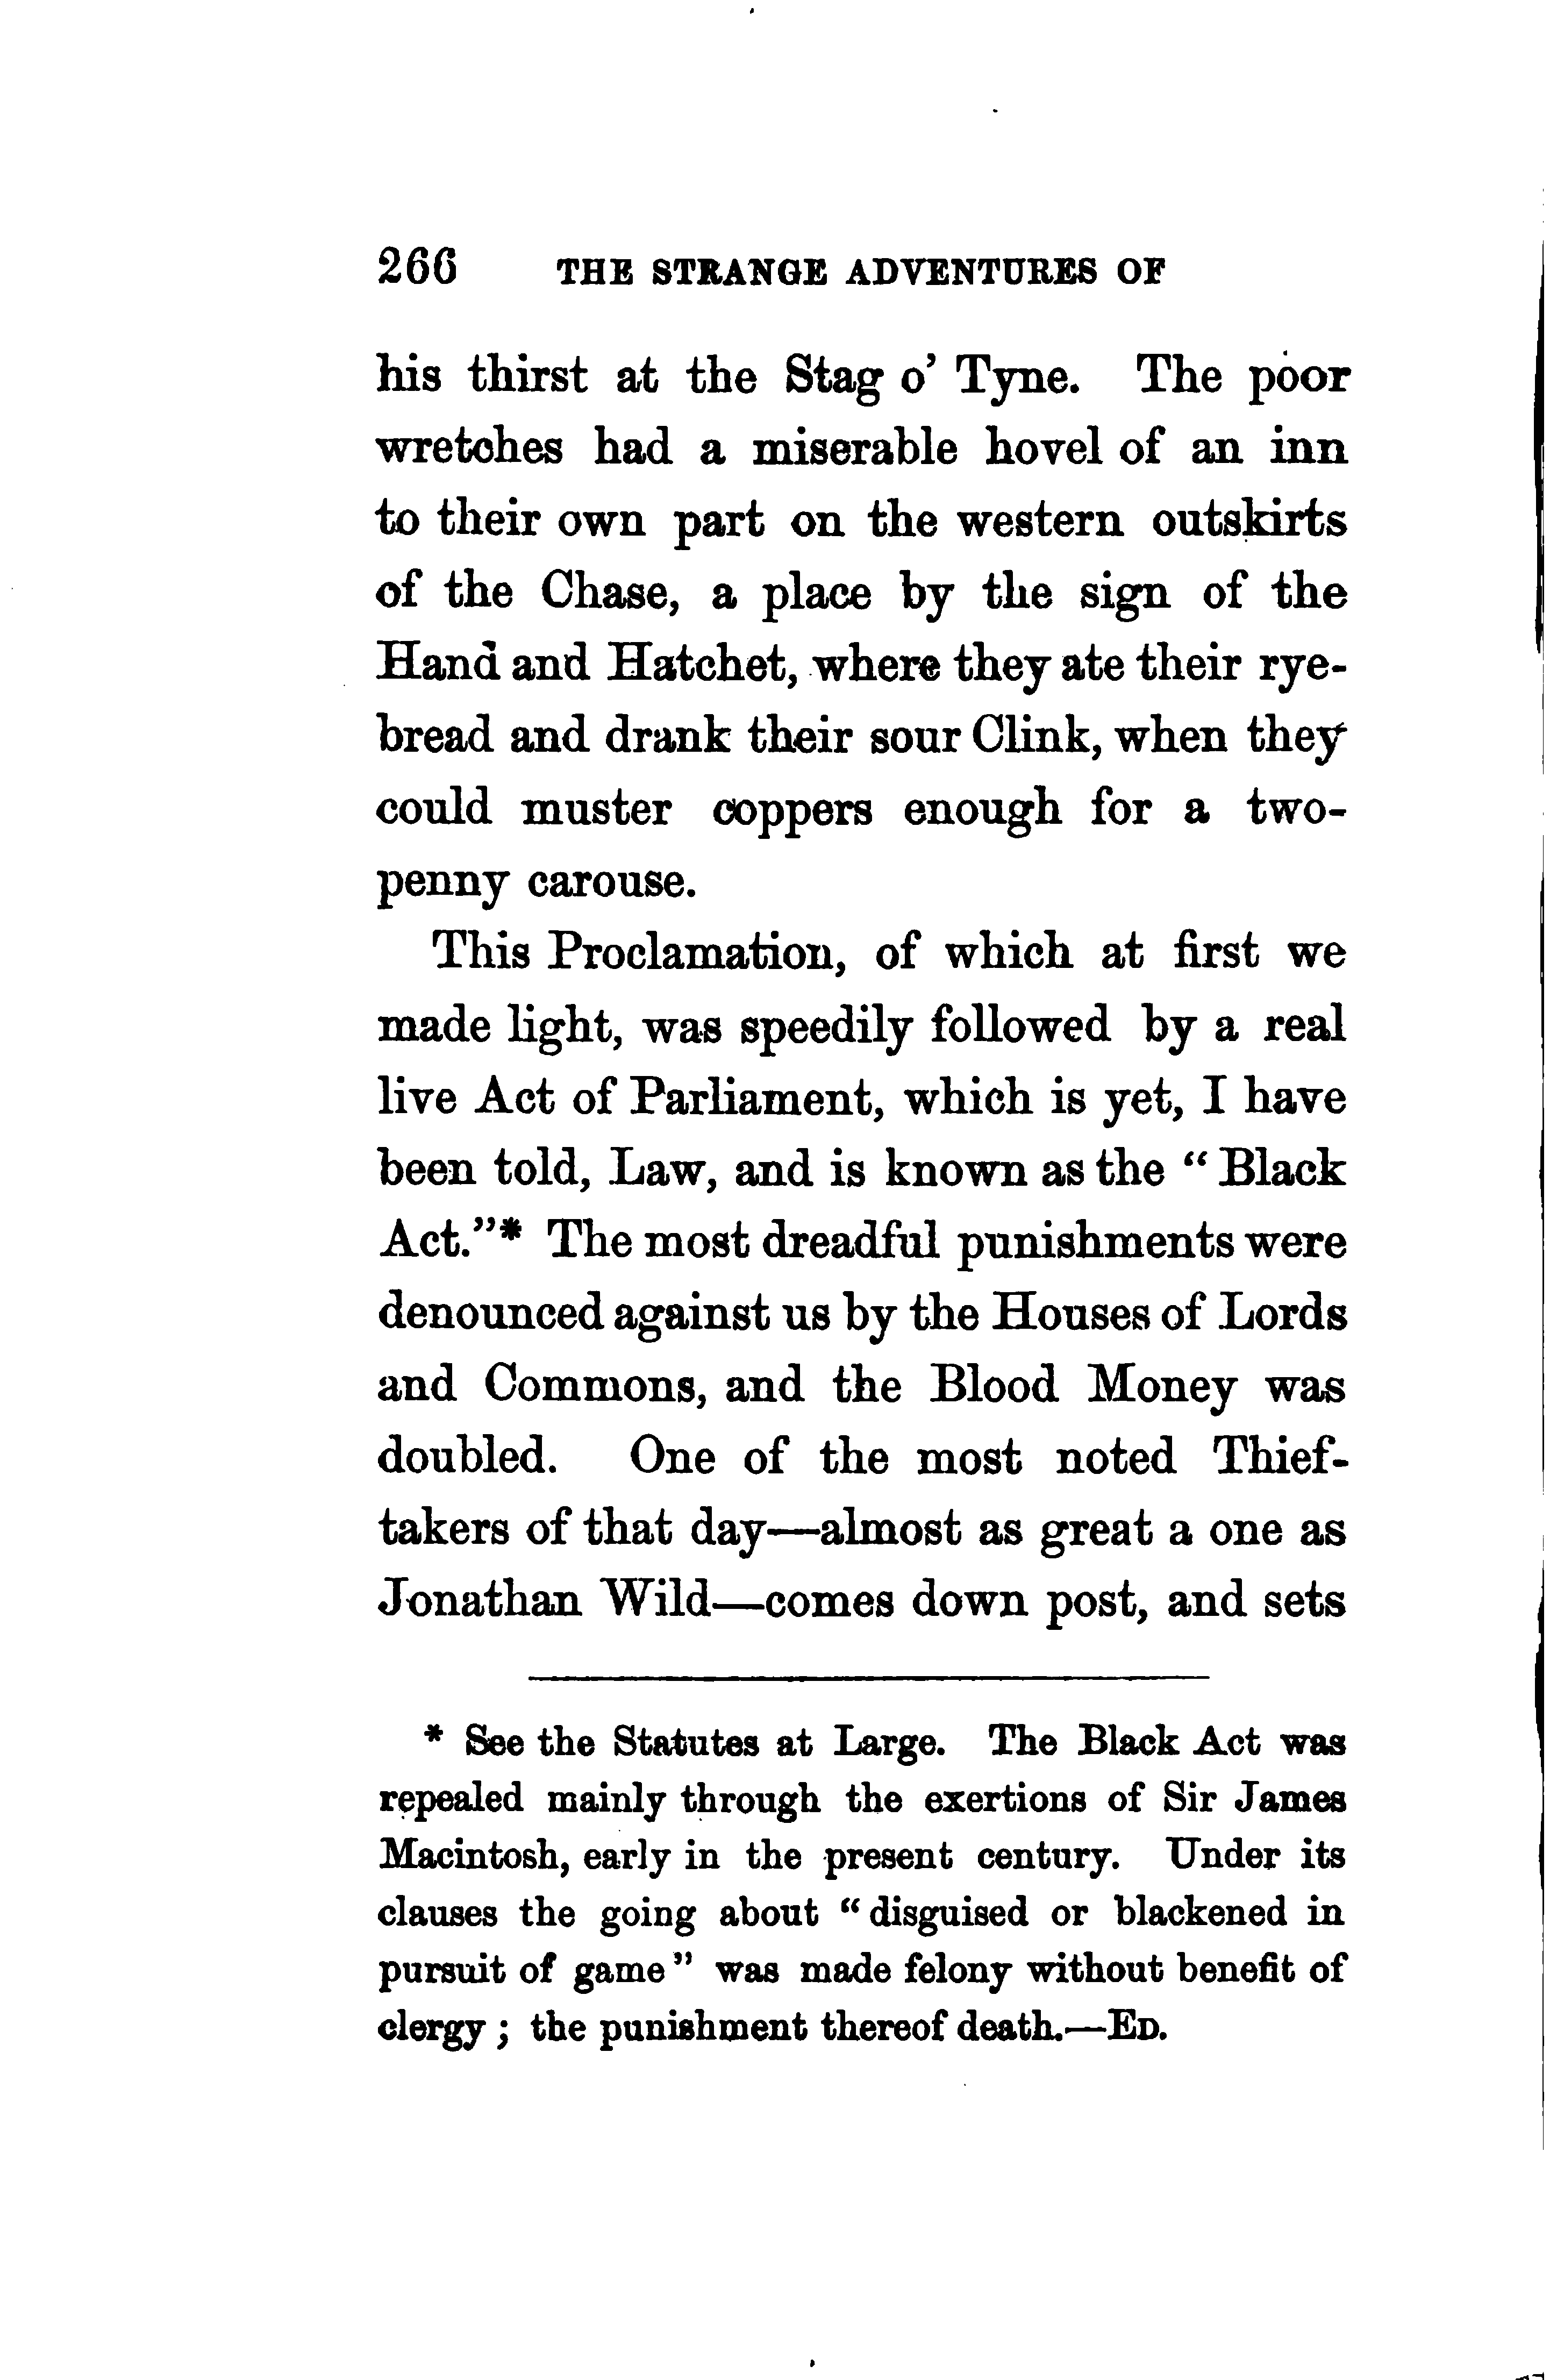 266 THE STRANGE ADVENTURES OF
his thirst at the Stag o' Tyne. The poor
wretches had a miserable hovel of an inn
to their own part on the western outskirts
of the Chase, a place by the sign of the
Hand and Hatchet, where they ate their rye-
bread and drank their sour Clink, when they
could muster coppers enough for a two-
penny carouse.
This Proclamation, of which at first we
made light, was speedily followed by a real
live Act of Parliament, which is yet, I have
been told, Law, and is known as the “ Black
Act.”* The most dreadful punishments were
denounced against us by the Houses of Lords
and Commons, and the Blood Money was
doubled. One of the most noted Thief-
takers of that day—almost as great a one as
Jonathan Wild—comes down post, and sets
* See the Statutes at Large. The Black Act was
repealed mainly through the exertions of Sir James
Macintosh, early in the present century. Under its
clauses the going about “ disguised or blackened in
pursuit of game ” was made felony without benefit of
clergy ; the punishment thereof death.—ED.